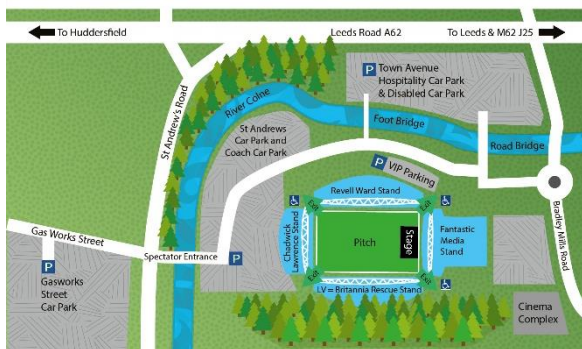 To Huddersfield
Leeds Road A62
To Leeds & M62 J25
P
Town Avenue
Hospitality Car Park
& Disabled Car Park
St Andrew's Road
River Colne
Foot Bridge
Road Bridge
St Andrews
Car Park and
Coach Car Park
P
VIP Parking
Revell Ward Stand
Exit
Exit
Chadwick
Lawrence Stand
Pitch
Stage
Fantastic
Media
Stand
Bradley Mills Road
Gas Works Street
Spectator Entrance
P
P
Gasworks
Street
Car Park
Exit
Exit
LV = Britannia Rescue Stand
Cinema
Complex